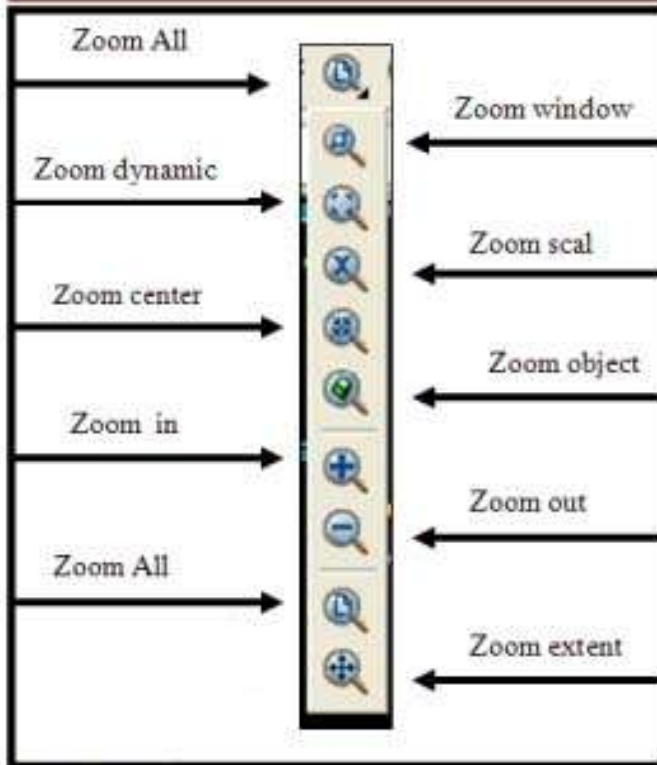 Zoom All
Zoom window
Zoom dynamic
Zoom scal
Zoom center
Zoom object
Zoom in
Zoom out
Zoom All
Zoom extent